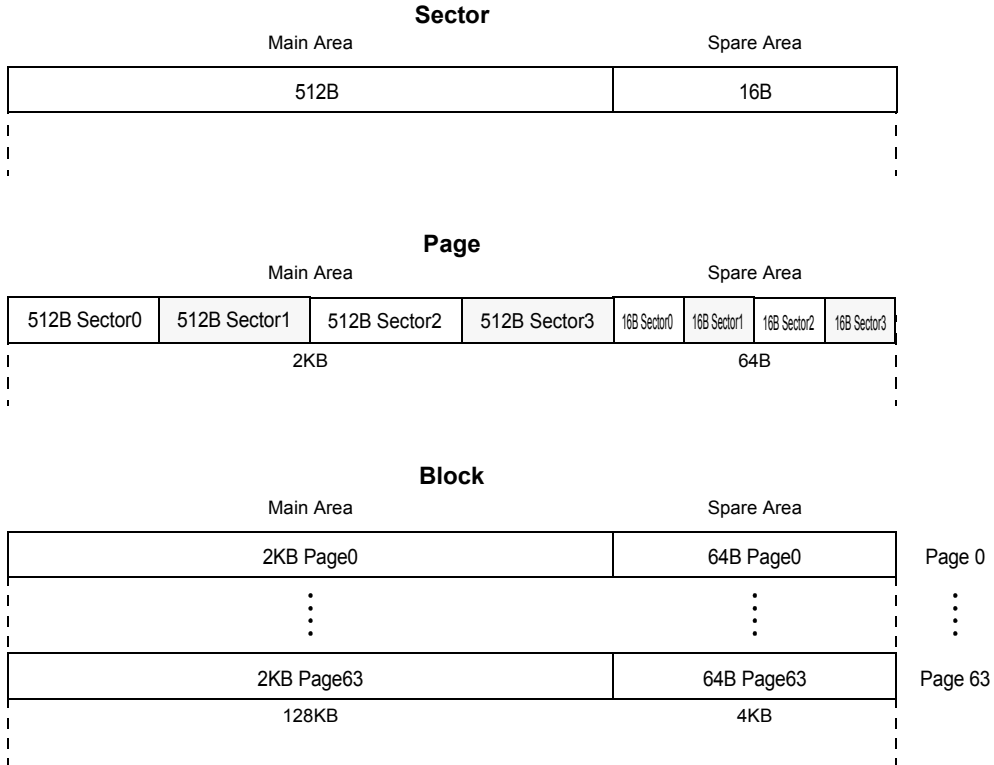 Sector
Main Area Spare Area
512B 16B
Page
Main Area Spare Area
512B Sector0 512B Sector1 512B Sector2 512B Sector3 16B Sector0 16B Sector1 16B Sector2 16B Sector3
2KB 64B
Block
Main Area Spare Area
2KB Page0 64B Page0 Page 0
2KB Page63 64B Page63 Page 63
128KB 4KB